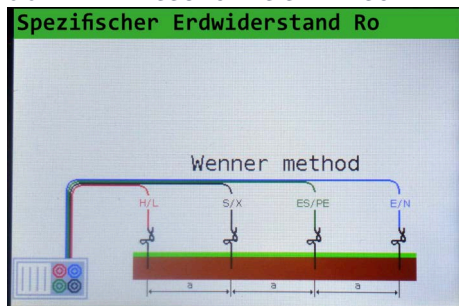 Spezifischer Erdwiderstand Ro
Wenner method
H/L S/X ES/PE E/N
a a a